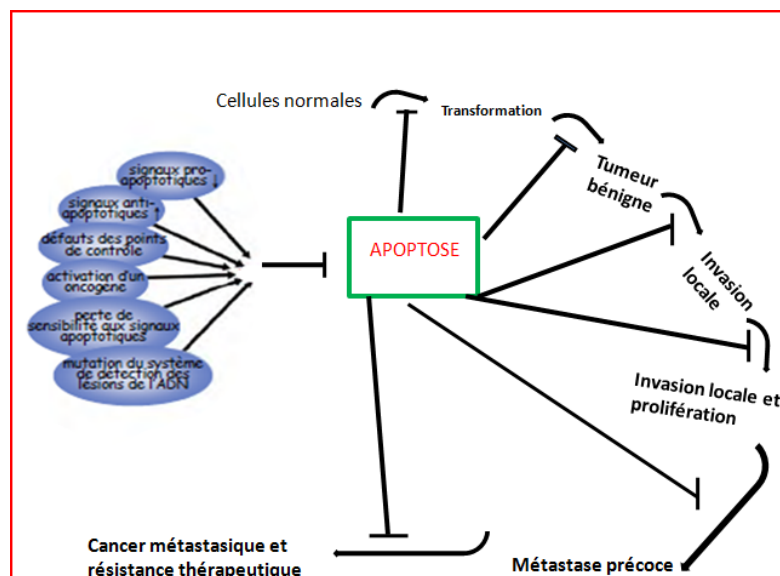 Cellules normales
Transformation
Tumeur
bénigne
Invasion
locale
Invasion locale et
prolifération
Métastase précoce
Cancer métastasique et
résistance thérapeutique
APOPTOSE
signaux pro-
apoptotiques ↓
signaux anti-
apoptotiques ↑
défauts des points
de contrôle
activation d'un
oncogène
perte de
sensibilité aux signaux
apoptotiques
mutation du système
de detection des
lésions de l'ADN